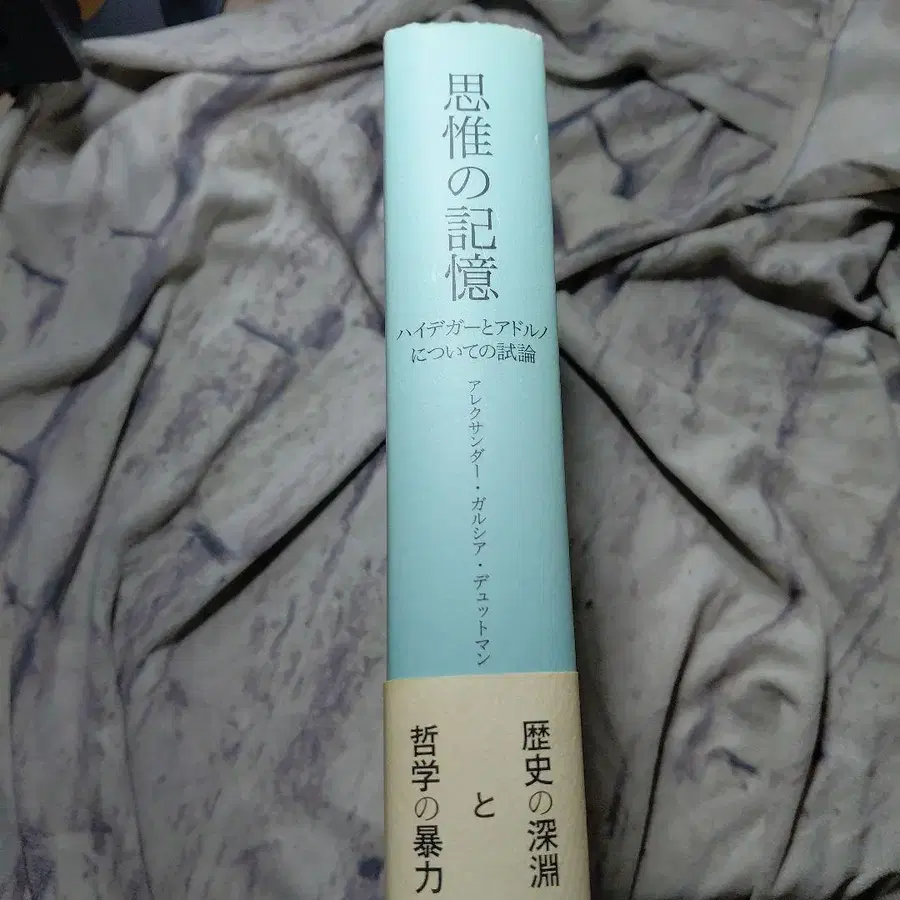 思惟の記憶
ハイデガーとアドルノ
についての試論
アレクサンダー・ガルシア・デュットマン
歴史の深淵
と
哲学の暴力